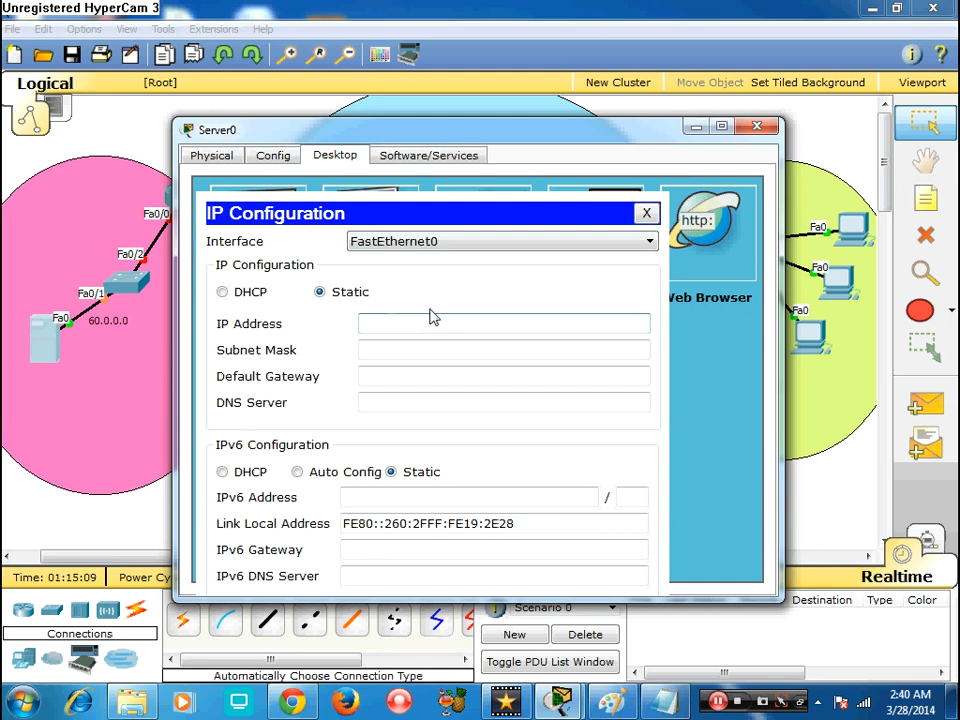 Unregistered HyperCam 3
File Edit Options View Tools Extensions Help
Logical [Root] New Cluster Move Object Set Tiled Background Viewport
Server0
Physical Config Desktop Software/Services
IP Configuration X
Interface FastEthernet0
IP Configuration
DHCP Static
IP Address
Subnet Mask
Default Gateway
DNS Server
IPv6 Configuration
DHCP Auto Config Static
IPv6 Address /
Link Local Address FE80::260:2FFF:FE19:2E28
IPv6 Gateway
IPv6 DNS Server
http:
Web Browser
Fa0/0
Fa0/2
Fa0/1
Fa0
60.0.0.0
Fa0
Fa0
Fa0
Time: 01:15:09 Power Cy
Realtime
Scenario 0
Destination Type Color
Connections
New Delete
Toggle PDU List Window
Automatically Choose Connection Type
2:40 AM
3/28/2014